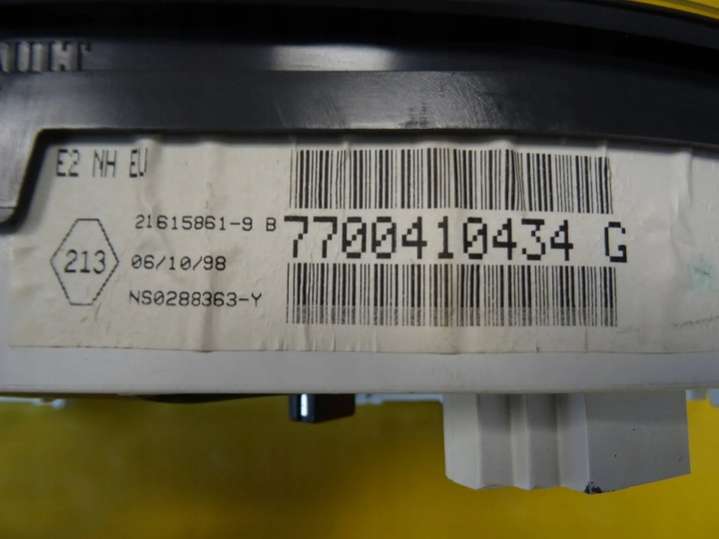 E2 NH EU
21615861-9 B
7700410434 G
213
06/10/98
NS0288363-Y